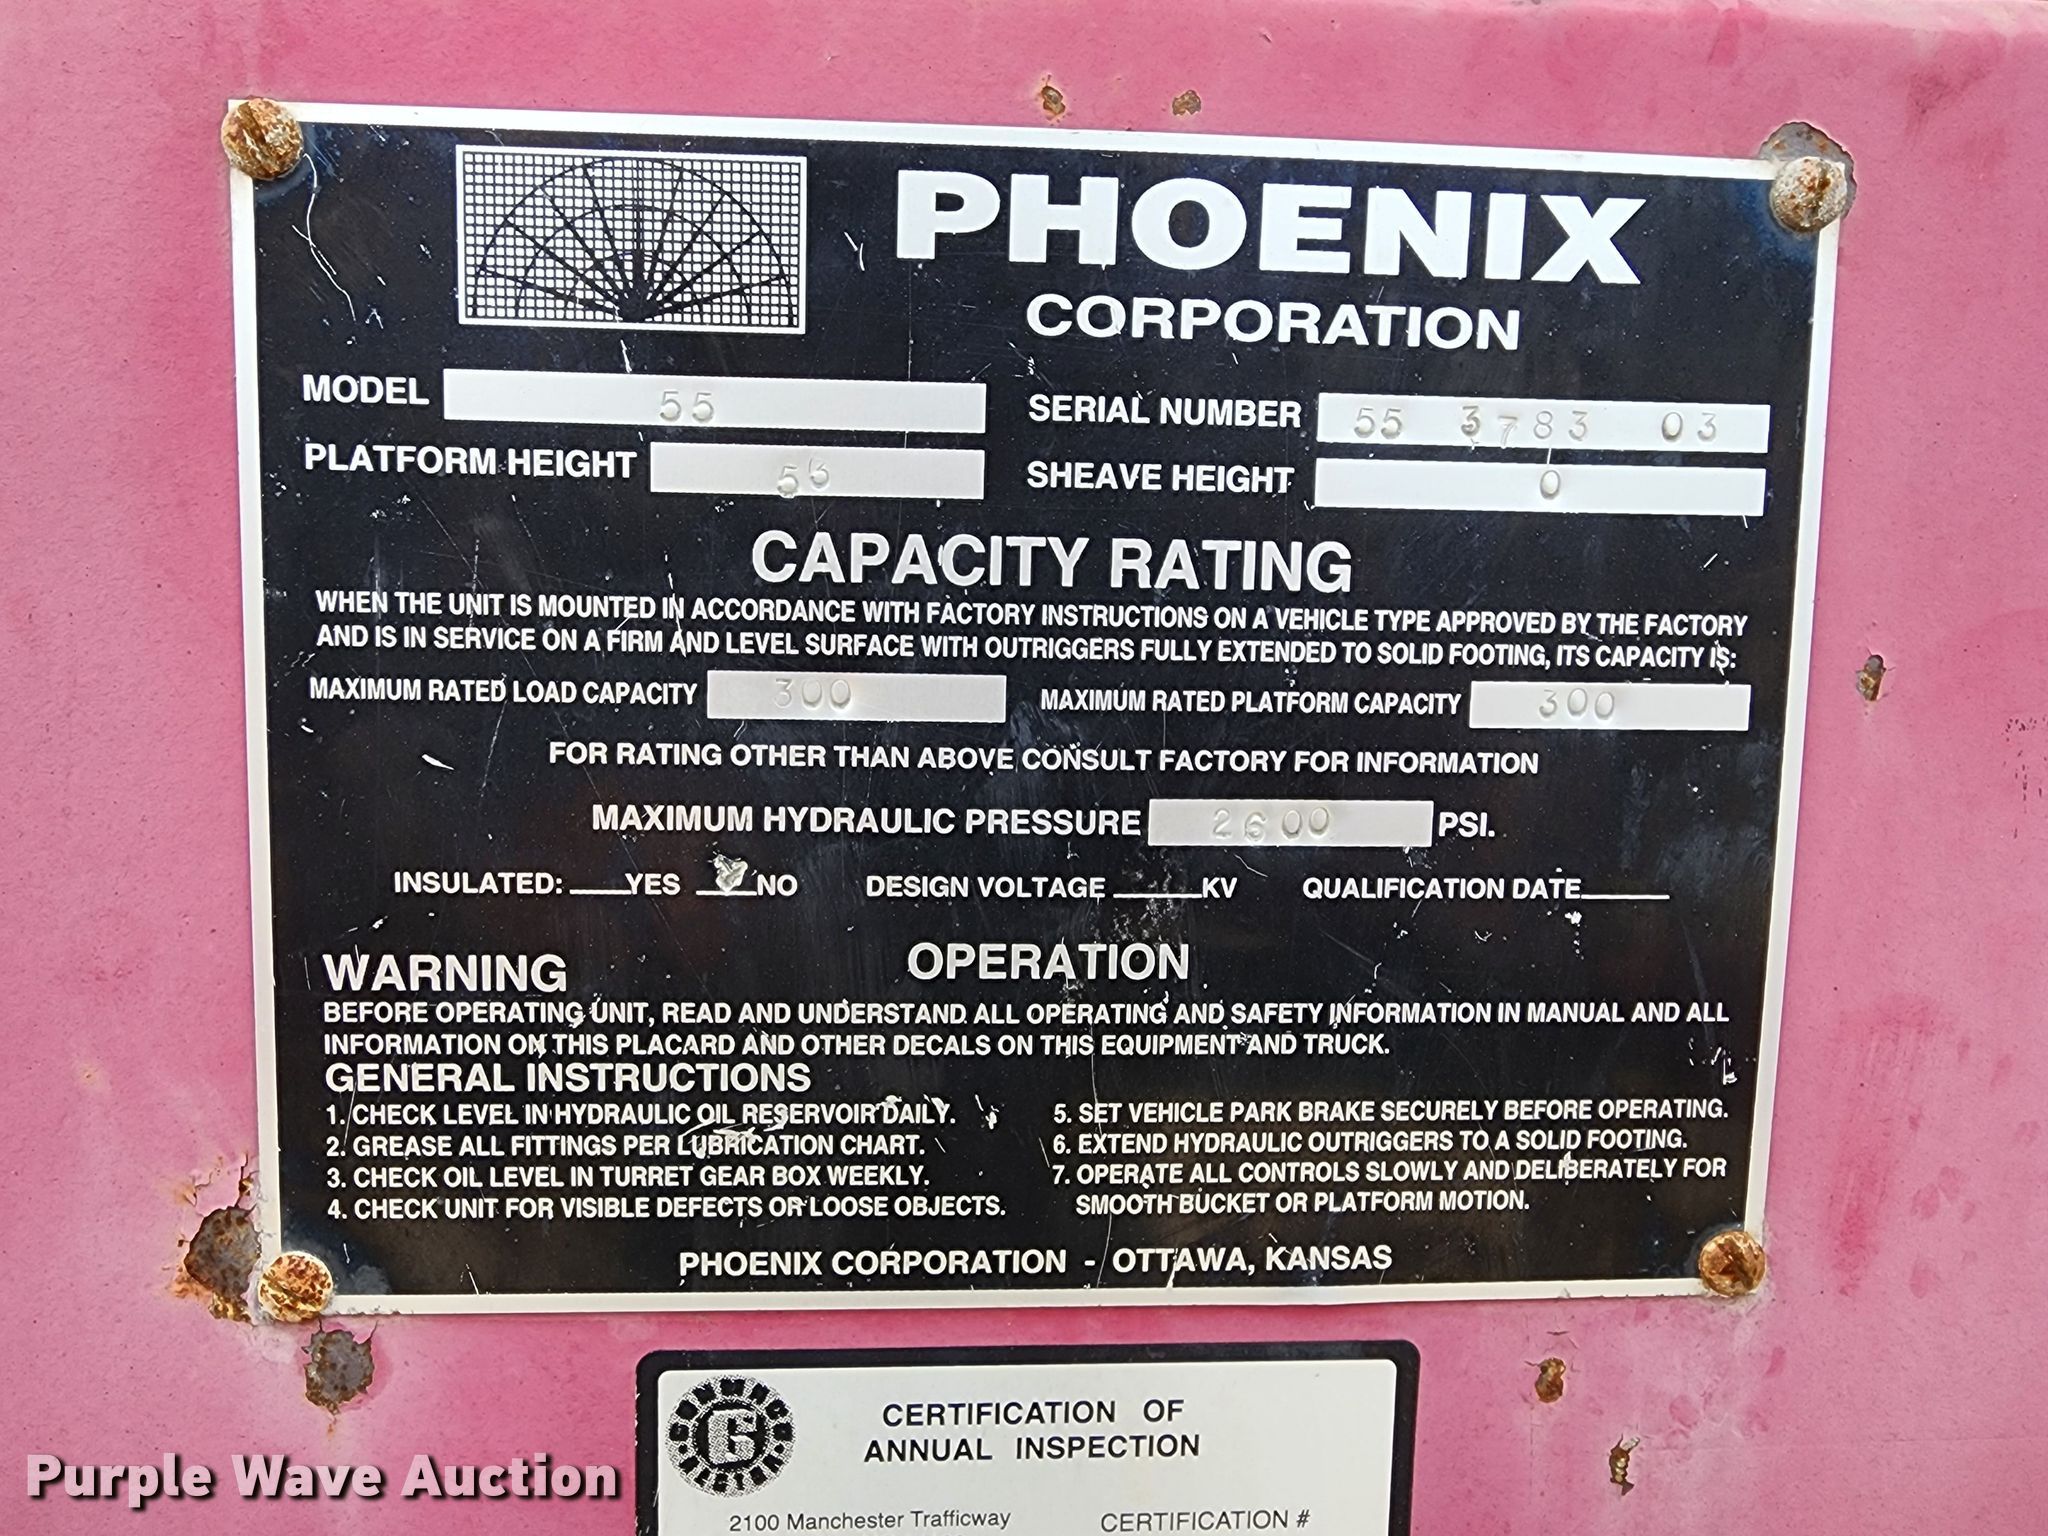 PHOENIX
CORPORATION
MODEL 55
SERIAL NUMBER 55 3783 03
PLATFORM HEIGHT 53
SHEAVE HEIGHT 0
CAPACITY RATING
WHEN THE UNIT IS MOUNTED IN ACCORDANCE WITH FACTORY INSTRUCTIONS ON A VEHICLE TYPE APPROVED BY THE FACTORY
AND IS IN SERVICE ON A FIRM AND LEVEL SURFACE WITH OUTRIGGERS FULLY EXTENDED TO SOLID FOOTING, ITS CAPACITY IS:
MAXIMUM RATED LOAD CAPACITY 300 MAXIMUM RATED PLATFORM CAPACITY 300
FOR RATING OTHER THAN ABOVE CONSULT FACTORY FOR INFORMATION
MAXIMUM HYDRAULIC PRESSURE 2600 PSI.
INSULATED: ___YES ___NO DESIGN VOLTAGE ____KV QUALIFICATION DATE____
OPERATION
WARNING
BEFORE OPERATING UNIT, READ AND UNDERSTAND ALL OPERATING AND SAFETY INFORMATION IN MANUAL AND ALL
INFORMATION ON THIS PLACARD AND OTHER DECALS ON THIS EQUIPMENT AND TRUCK.
GENERAL INSTRUCTIONS
1. CHECK LEVEL IN HYDRAULIC OIL RESERVOIR DAILY.
2. GREASE ALL FITTINGS PER LUBRICATION CHART.
3. CHECK OIL LEVEL IN TURRET GEAR BOX WEEKLY.
4. CHECK UNIT FOR VISIBLE DEFECTS OR LOOSE OBJECTS.
5. SET VEHICLE PARK BRAKE SECURELY BEFORE OPERATING.
6. EXTEND HYDRAULIC OUTRIGGERS TO A SOLID FOOTING.
7. OPERATE ALL CONTROLS SLOWLY AND DELIBERATELY FOR
SMOOTH BUCKET OR PLATFORM MOTION.
PHOENIX CORPORATION - OTTAWA, KANSAS
CERTIFICATION OF
ANNUAL INSPECTION
2100 Manchester Trafficway
CERTIFICATION #
Purple Wave Auction